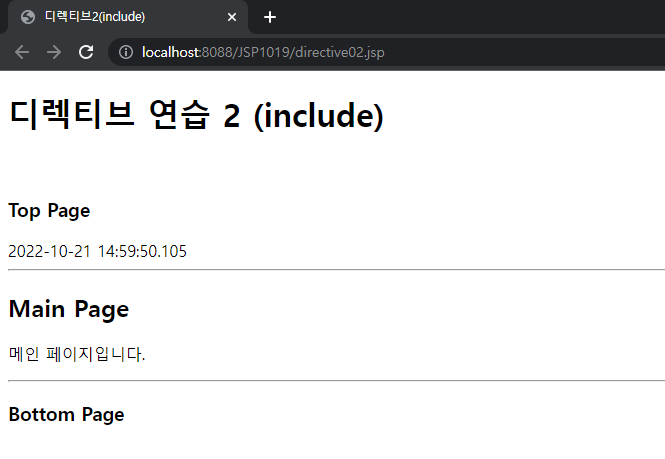 디렉티브2(include)
localhost:8088/JSP1019/directive02.jsp
디렉티브 연습 2 (include)
Top Page
2022-10-21 14:59:50.105
Main Page
메인 페이지입니다.
Bottom Page